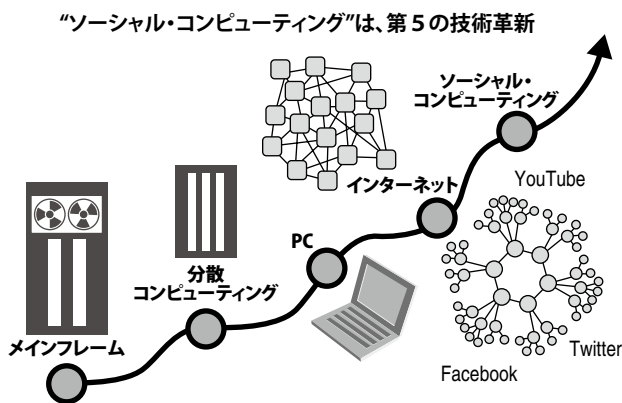 “ソーシャル・コンピューティング”は、第５の技術革新
ソーシャル・
コンピューティング
インターネット
YouTube
PC
分散
コンピューティング
メインフレーム
Twitter
Facebook